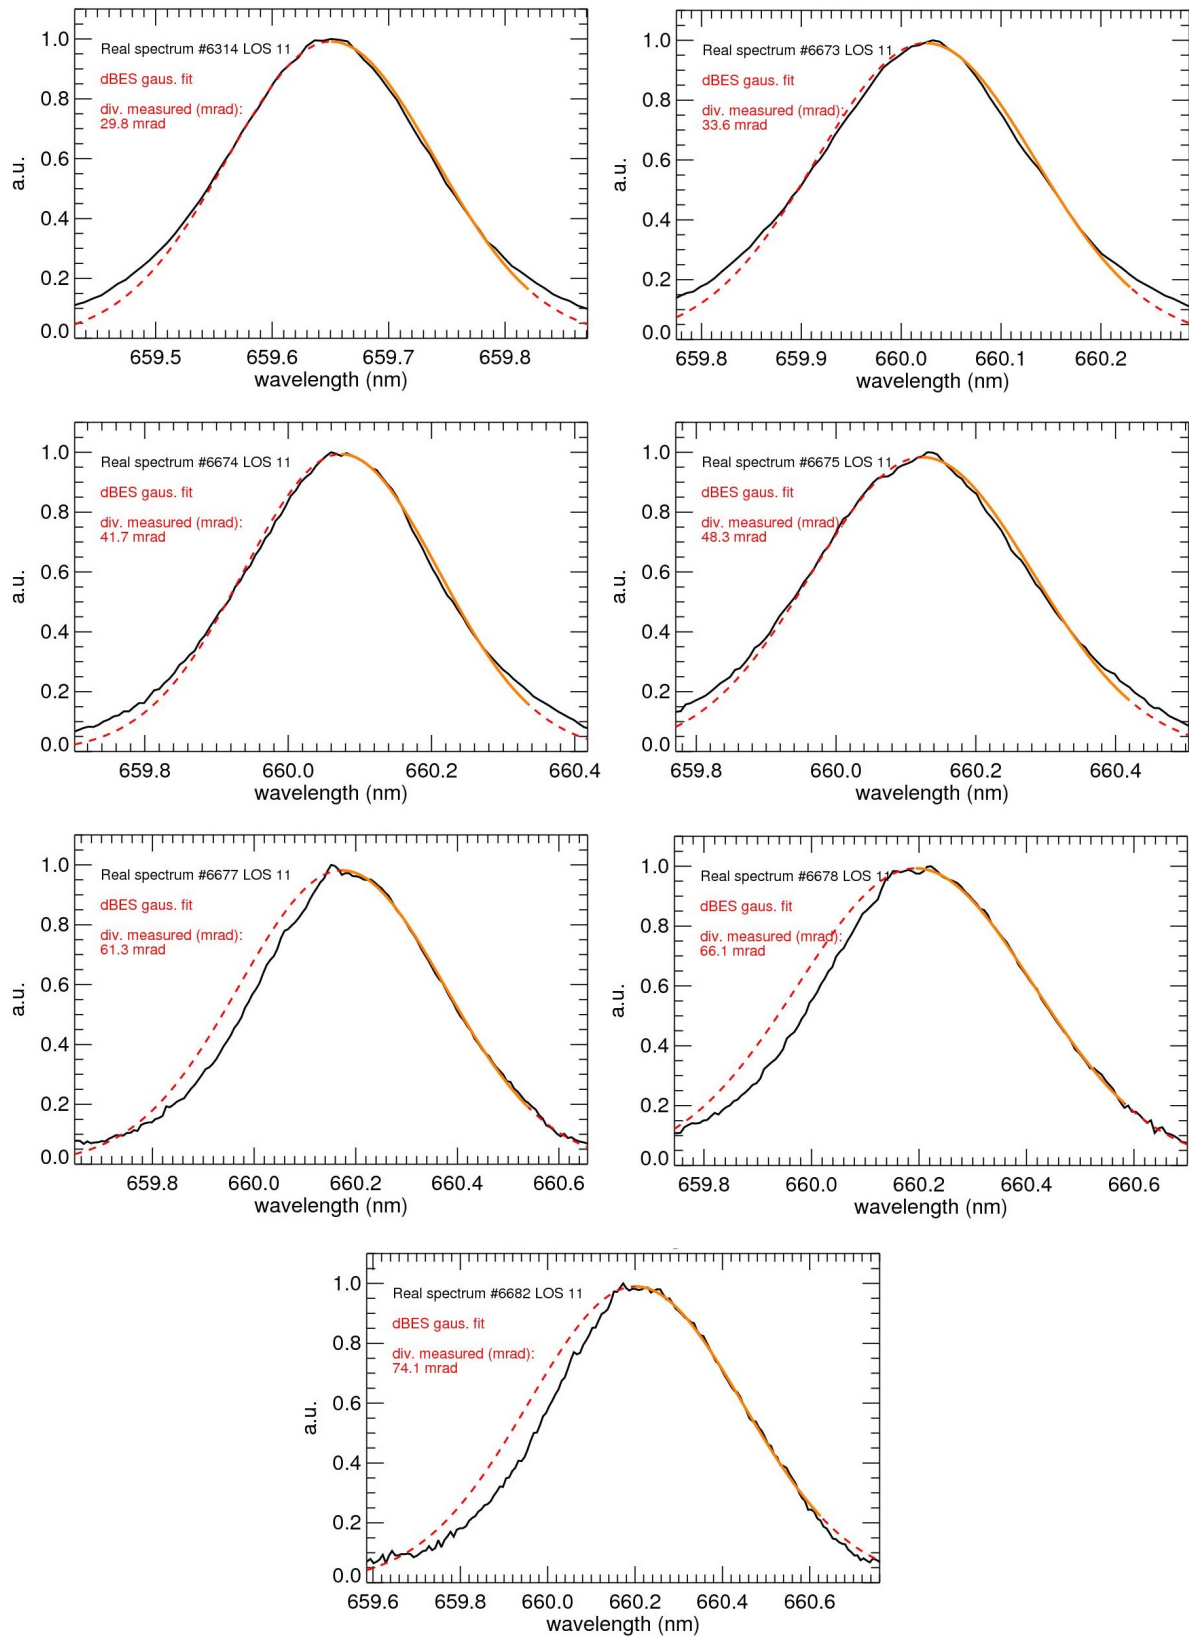 1.0
Real spectrum #6314 LOS 11
dBES gaus. fit
0.8
div. measured (mrad):
29.8 mrad
0.6
a.u.
0.4
0.2
0.0
659.5 659.6 659.7 659.8
wavelength (nm)
1.0
Real spectrum #6673 LOS 11
dBES gaus. fit
0.8
div. measured (mrad):
33.6 mrad
0.6
a.u.
0.4
0.2
0.0
659.8 659.9 660.0 660.1 660.2
wavelength (nm)
1.0
Real spectrum #6674 LOS 11
dBES gaus. fit
0.8
div. measured (mrad):
41.7 mrad
0.6
a.u.
0.4
0.2
0.0
659.8 660.0 660.2 660.4
wavelength (nm)
1.0
Real spectrum #6675 LOS 11
dBES gaus. fit
0.8
div. measured (mrad):
48.3 mrad
0.6
a.u.
0.4
0.2
0.0
659.8 660.0 660.2 660.4
wavelength (nm)
1.0
Real spectrum #6677 LOS 11
dBES gaus. fit
0.8
div. measured (mrad):
61.3 mrad
0.6
a.u.
0.4
0.2
0.0
659.8 660.0 660.2 660.4 660.6
wavelength (nm)
1.0
Real spectrum #6678 LOS 11
dBES gaus. fit
0.8
div. measured (mrad):
66.1 mrad
0.6
a.u.
0.4
0.2
0.0
659.8 660.0 660.2 660.4 660.6
wavelength (nm)
1.0
Real spectrum #6682 LOS 11
dBES gaus. fit
0.8
div. measured (mrad):
74.1 mrad
0.6
a.u.
0.4
0.2
0.0
659.6 659.8 660.0 660.2 660.4 660.6
wavelength (nm)